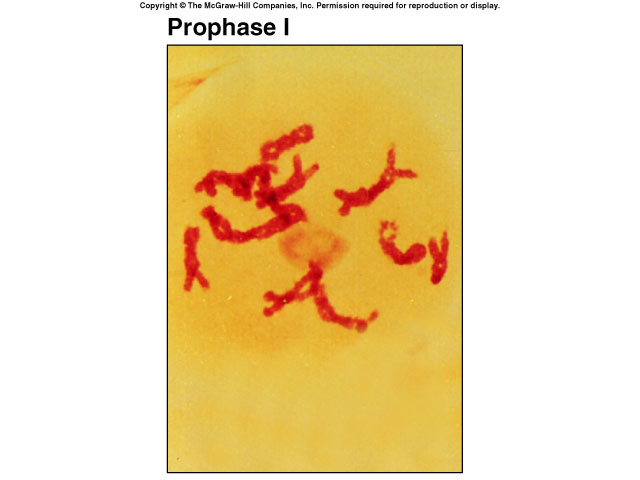 Copyright © The McGraw-Hill Companies, Inc. Permission required for reproduction or display.
Prophase I